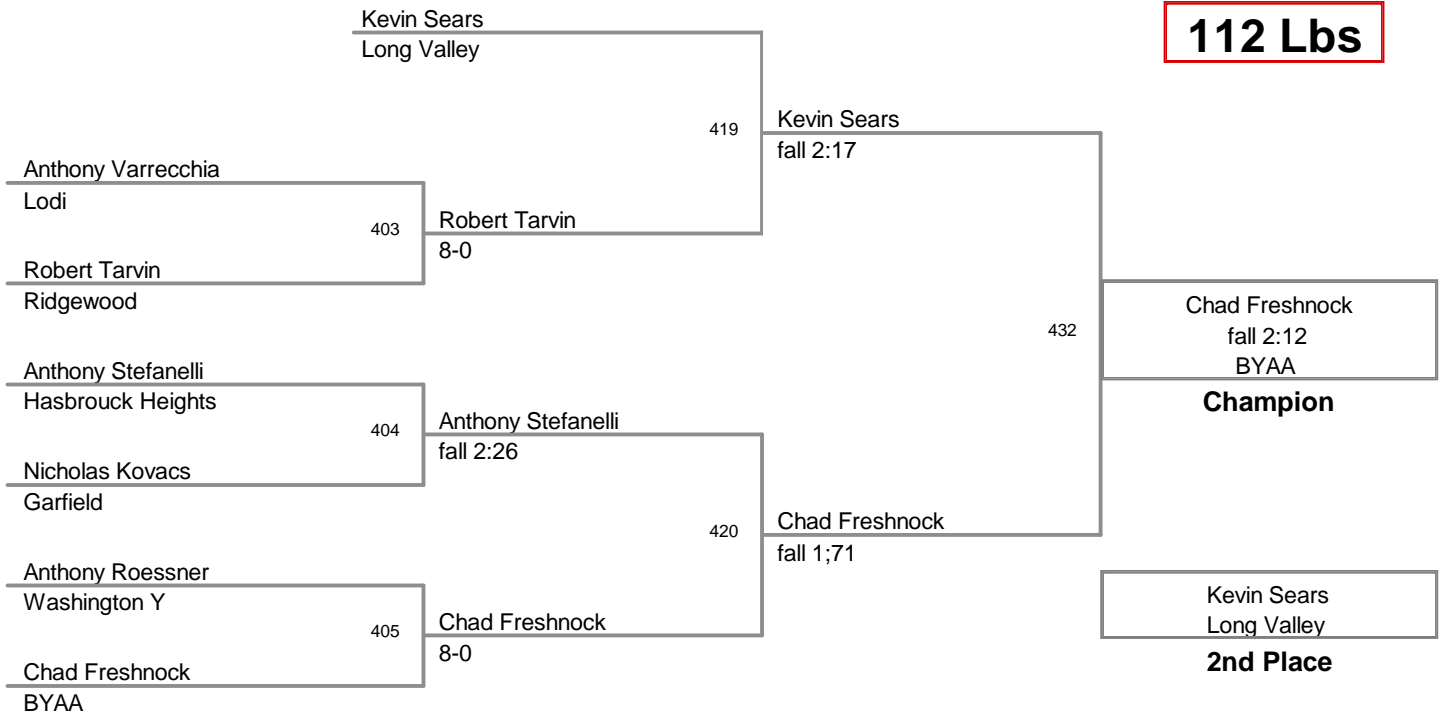 Kevin Sears
Long Valley
112 Lbs
419
Kevin Sears
fall 2:17
Anthony Varrecchia
Lodi
403
Robert Tarvin
8-0
Robert Tarvin
Ridgewood
432
Chad Freshnock
fall 2:12
BYAA
Champion
Anthony Stefanelli
Hasbrouck Heights
404
Anthony Stefanelli
fall 2:26
Nicholas Kovacs
Garfield
420
Chad Freshnock
fall 1;71
Anthony Roessner
Washington Y
405
Chad Freshnock
8-0
Chad Freshnock
BYAA
Kevin Sears
Long Valley
2nd Place